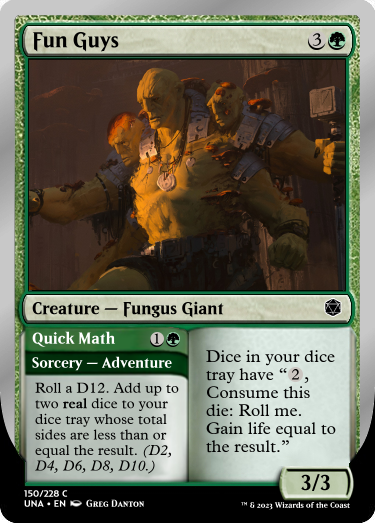 Fun Guys 3
Creature — Fungus Giant
Quick Math 1
Sorcery — Adventure
Roll a D12. Add up to
two real dice to your
dice tray whose total
sides are less than or
equal the result. (D2,
D4, D6, D8, D10.)
Dice in your dice
tray have “2,
Consume this
die: Roll me.
Gain life equal to
the result.”
3/3
150/228 C
UNA • EN Greg Danton
™ & 2023 Wizards of the Coast